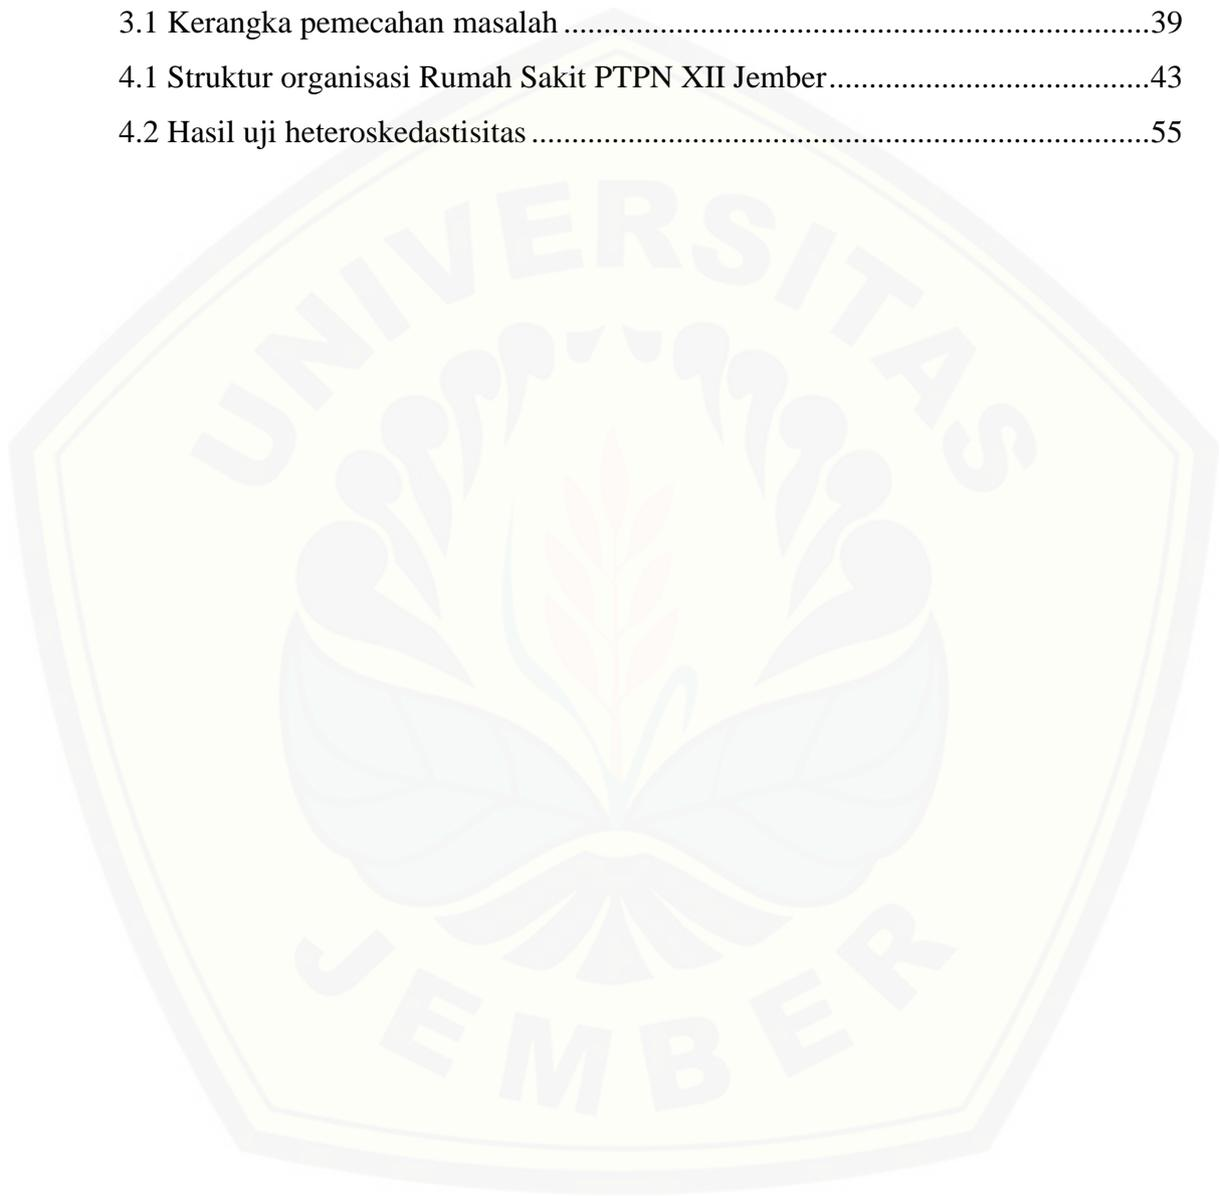 3.1 Kerangka pemecahan masalah ........................................................................39
4.1 Struktur organisasi Rumah Sakit PTPN XII Jember.......................................43
4.2 Hasil uji heteroskedastisitas ............................................................................55
UNIVERSITAS
JEMBER